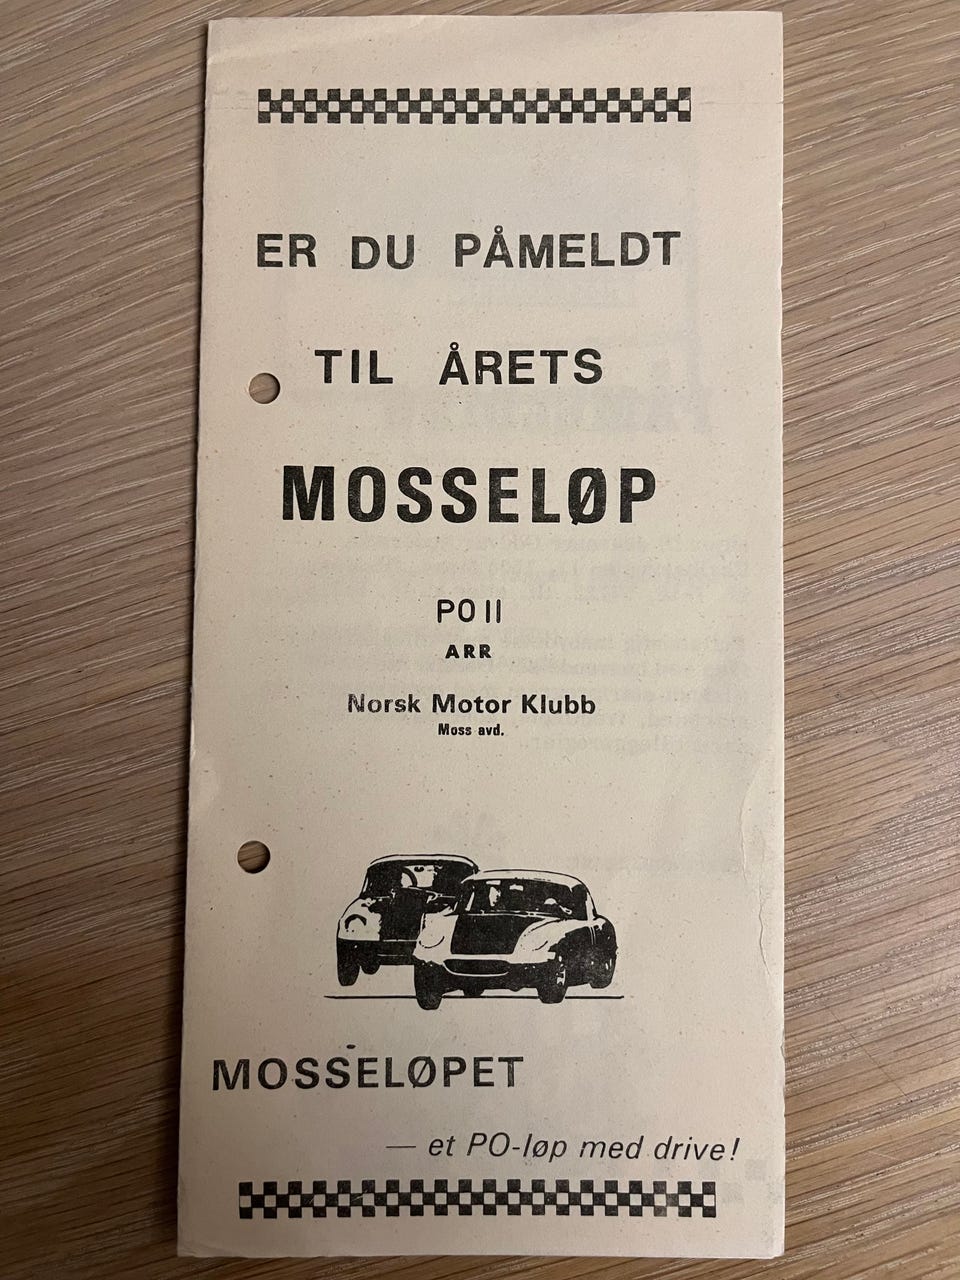 ER DU PÅMELDT
TIL ÅRETS
MOSSELØP
PO II
ARR
Norsk Motor Klubb
Moss avd.
MOSSELØPET
— et PO-løp med drive!